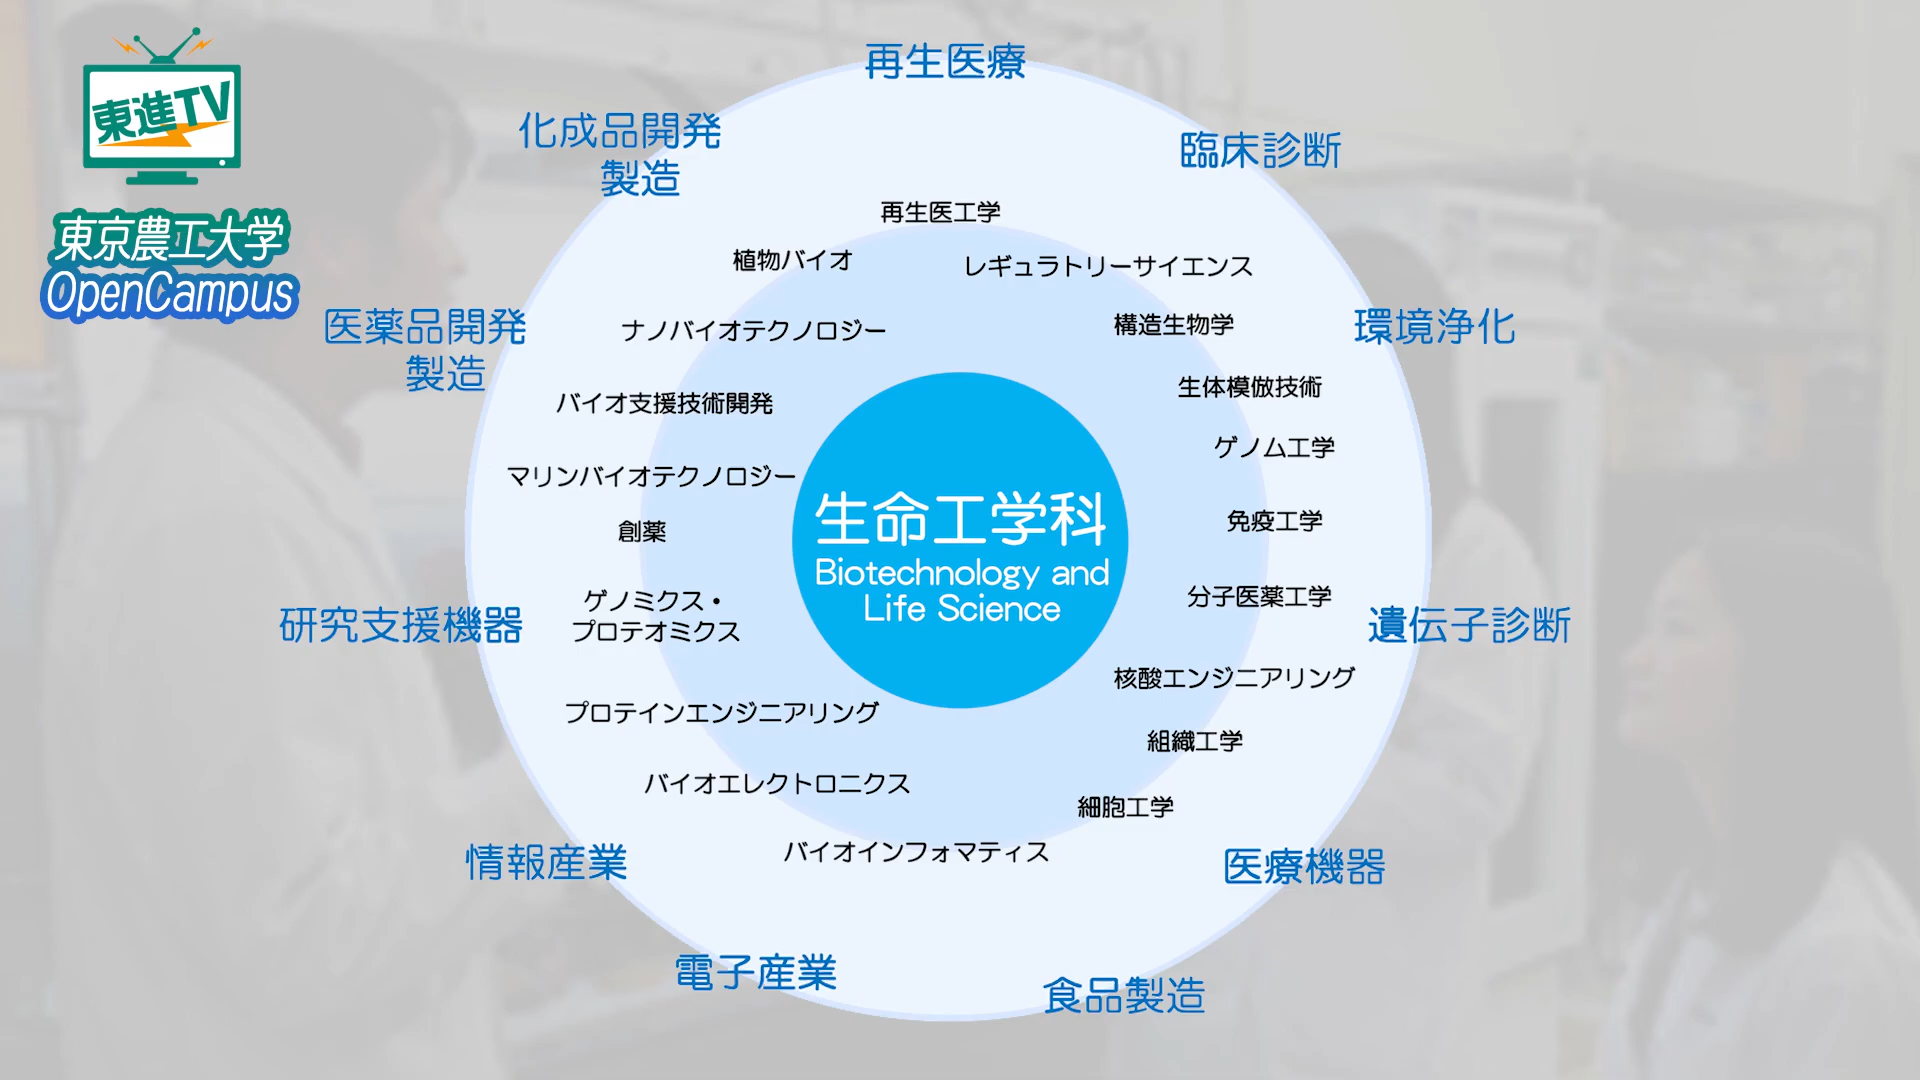 東進TV
東京農工大学
OpenCampus
再生医療
化成品開発
製造
臨床診断
医薬品開発
製造
環境浄化
研究支援機器
遺伝子診断
情報産業
医療機器
電子産業
食品製造
再生医工学
植物バイオ
レギュラトリーサイエンス
ナノバイオテクノロジー
構造生物学
バイオ支援技術開発
生体模倣技術
ゲノム工学
マリンバイオテクノロジー
創薬
免疫工学
ゲノミクス・
プロテオミクス
分子医薬工学
核酸エンジニアリング
プロテインエンジニアリング
組織工学
バイオエレクトロニクス
細胞工学
バイオインフォマティス
生命工学科
Biotechnology and
Life Science